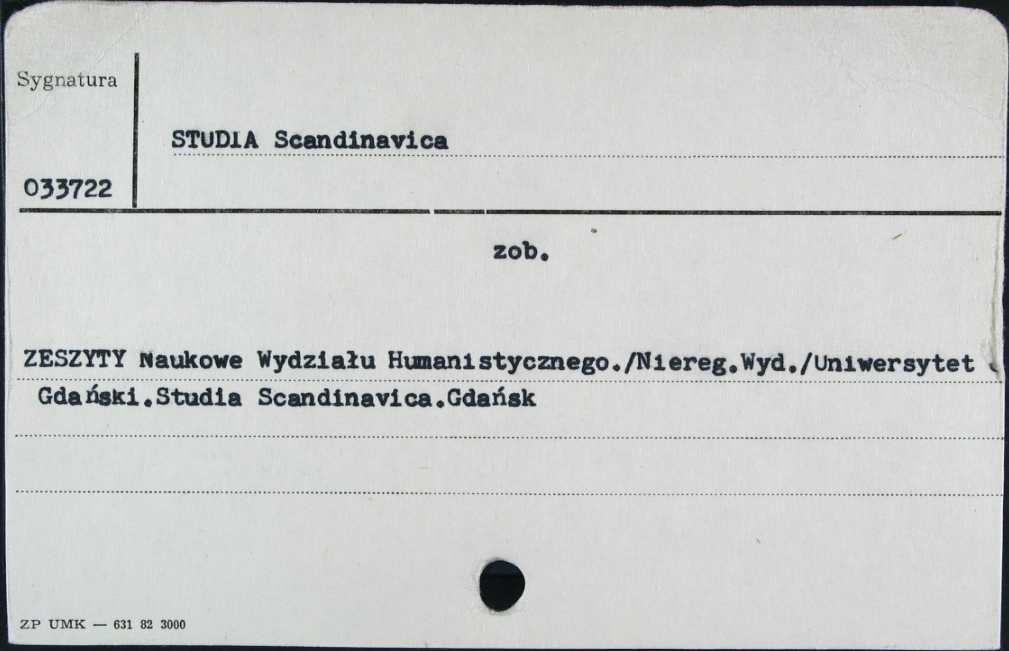 Sygnatura
STUDIA Scandinavica
033722
zob.
ZESZYTY Naukowe Wydziału Humanistycznego./Niereg.Wyd./Uniwersytet
Gdański.Studia Scandinavica.Gdańsk
ZP UMK — 631 82 3000